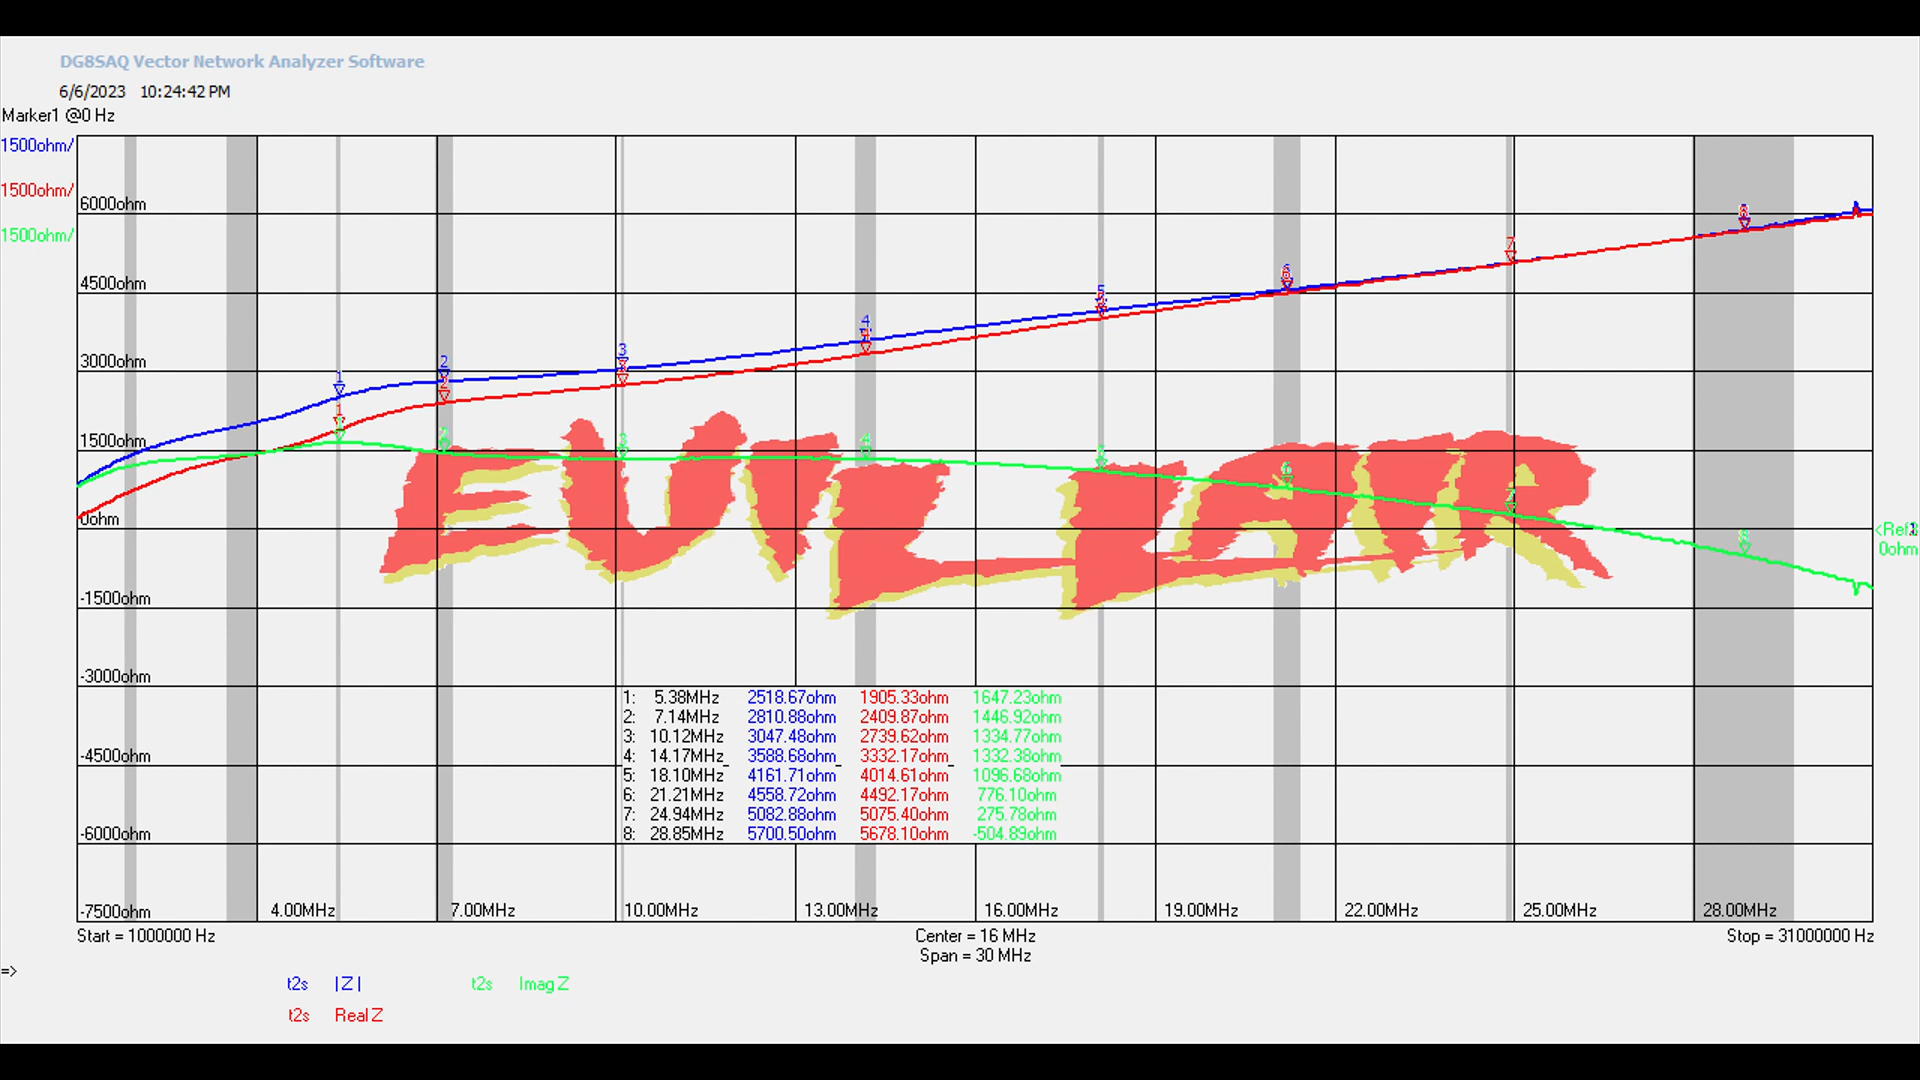 DG8SAQ Vector Network Analyzer Software
6/6/2023 10:24:42 PM
Marker1 @0 Hz
1500ohm/
1500ohm/
1500ohm/
6000ohm
4500ohm
3000ohm
1500ohm
0ohm
-1500ohm
-3000ohm
-4500ohm
-6000ohm
-7500ohm
EVIL LAIR
<Ref
0ohm
1: 5.38MHz 2518.67ohm 1905.33ohm 1647.23ohm
2: 7.14MHz 2810.88ohm 2409.87ohm 1446.92ohm
3: 10.12MHz 3047.48ohm 2739.62ohm 1334.77ohm
4: 14.17MHz 3588.68ohm 3332.17ohm 1332.38ohm
5: 18.10MHz 4161.71ohm 4014.61ohm 1096.68ohm
6: 21.21MHz 4558.72ohm 4492.17ohm 776.10ohm
7: 24.94MHz 5082.88ohm 5075.40ohm 275.78ohm
8: 28.85MHz 5700.50ohm 5678.10ohm -504.89ohm
4.00MHz 7.00MHz 10.00MHz 13.00MHz 16.00MHz 19.00MHz 22.00MHz 25.00MHz 28.00MHz
Start = 1000000 Hz Center = 16 MHz Stop = 31000000 Hz
Span = 30 MHz
=>
t2s |Z| t2s Imag Z
t2s Real Z